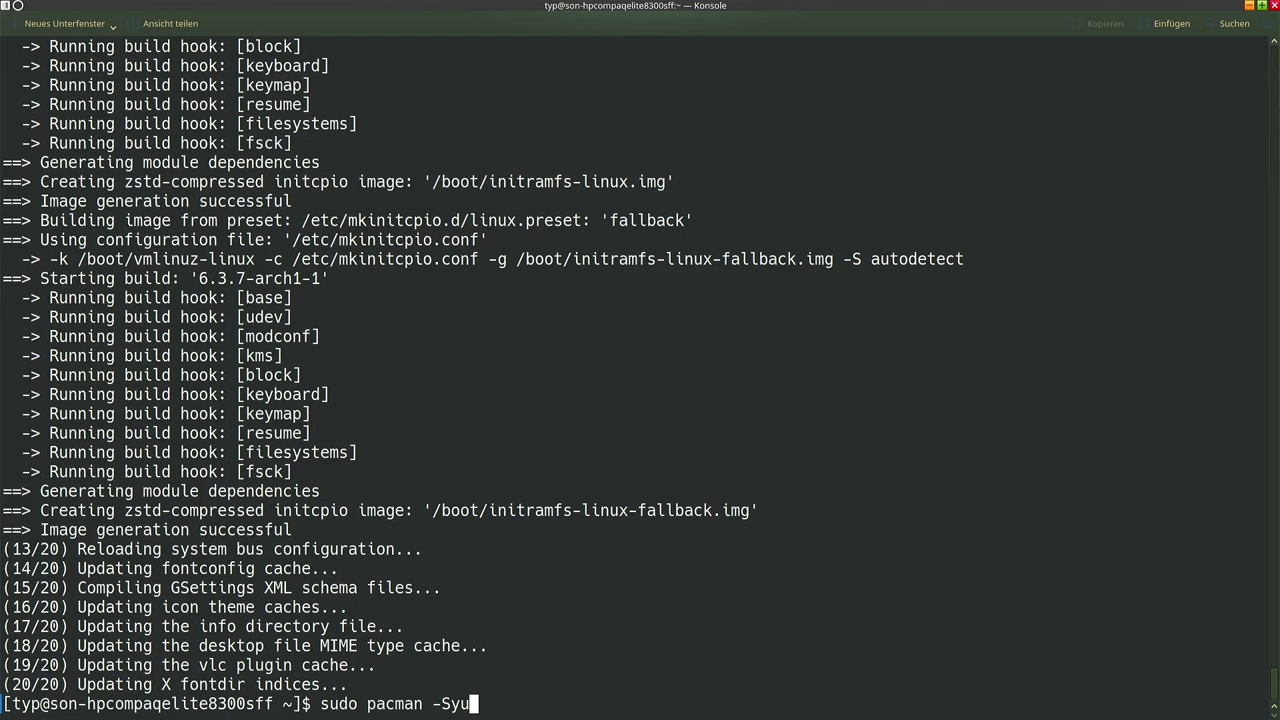 typ@son-hpcompaqelite8300sff:~ — Konsole
Neues Unterfenster Ansicht teilen Kopieren Einfügen Suchen
-> Running build hook: [block]
-> Running build hook: [keyboard]
-> Running build hook: [keymap]
-> Running build hook: [resume]
-> Running build hook: [filesystems]
-> Running build hook: [fsck]
==> Generating module dependencies
==> Creating zstd-compressed initcpio image: '/boot/initramfs-linux.img'
==> Image generation successful
==> Building image from preset: /etc/mkinitcpio.d/linux.preset: 'fallback'
==> Using configuration file: '/etc/mkinitcpio.conf'
-> -k /boot/vmlinuz-linux -c /etc/mkinitcpio.conf -g /boot/initramfs-linux-fallback.img -S autodetect
==> Starting build: '6.3.7-arch1-1'
-> Running build hook: [base]
-> Running build hook: [udev]
-> Running build hook: [modconf]
-> Running build hook: [kms]
-> Running build hook: [block]
-> Running build hook: [keyboard]
-> Running build hook: [keymap]
-> Running build hook: [resume]
-> Running build hook: [filesystems]
-> Running build hook: [fsck]
==> Generating module dependencies
==> Creating zstd-compressed initcpio image: '/boot/initramfs-linux-fallback.img'
==> Image generation successful
(13/20) Reloading system bus configuration...
(14/20) Updating fontconfig cache...
(15/20) Compiling GSettings XML schema files...
(16/20) Updating icon theme caches...
(17/20) Updating the info directory file...
(18/20) Updating the desktop file MIME type cache...
(19/20) Updating the vlc plugin cache...
(20/20) Updating X fontdir indices...
[typ@son-hpcompaqelite8300sff ~]$ sudo pacman -Syu